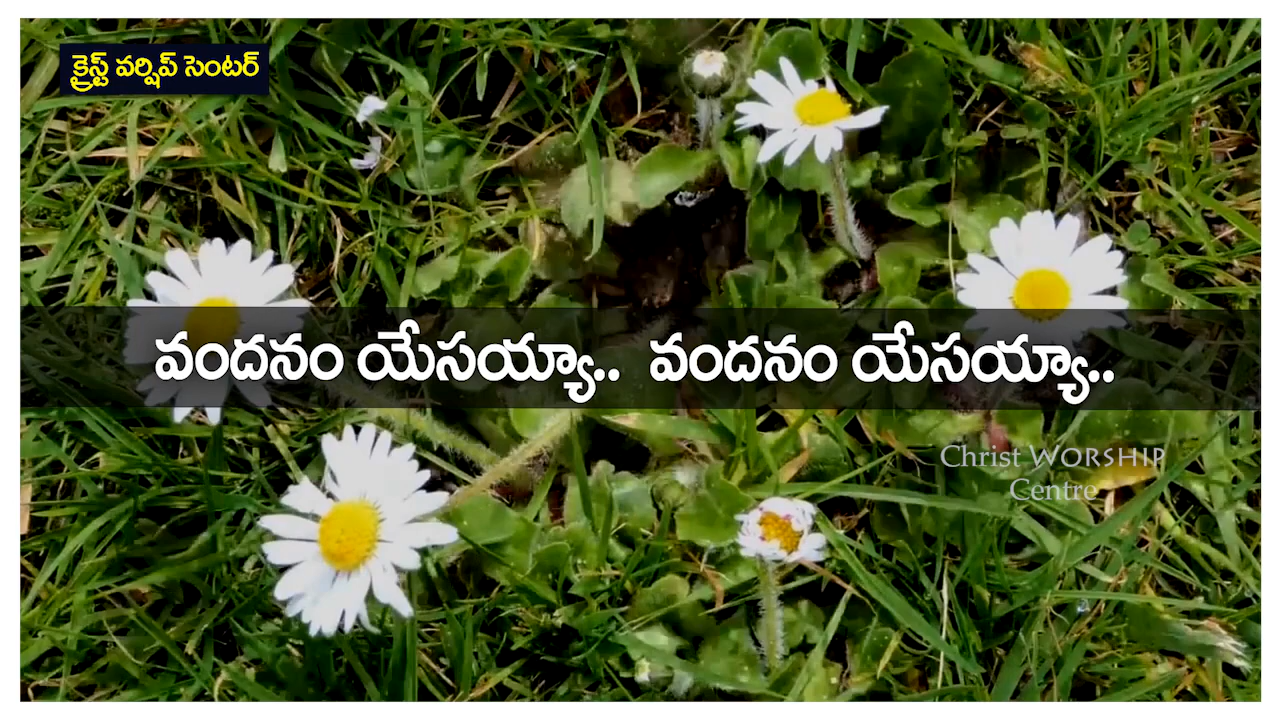 క్రైస్ట్ వర్షిప్ సెంటర్
వందనం యేసయ్యా.. వందనం యేసయ్యా..
Christ WORSHIP
Centre